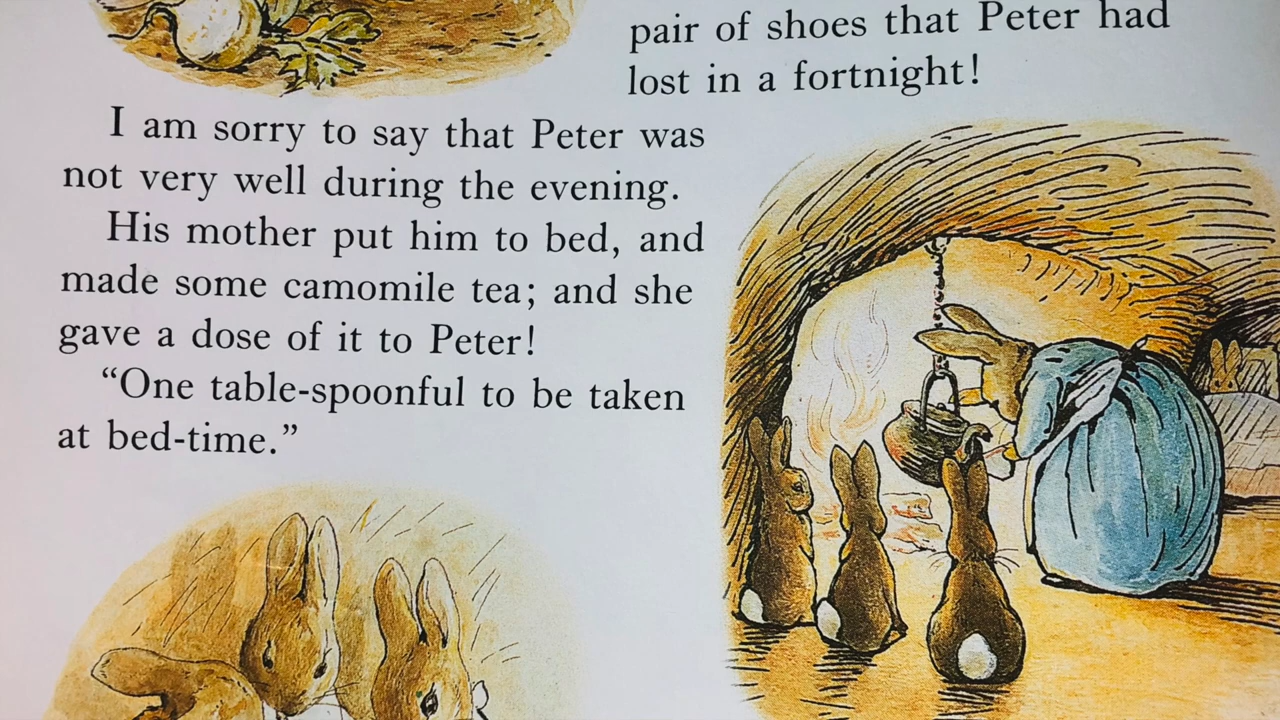 pair of shoes that Peter had
lost in a fortnight!
I am sorry to say that Peter was
not very well during the evening.
His mother put him to bed, and
made some camomile tea; and she
gave a dose of it to Peter!
“One table-spoonful to be taken
at bed-time.”